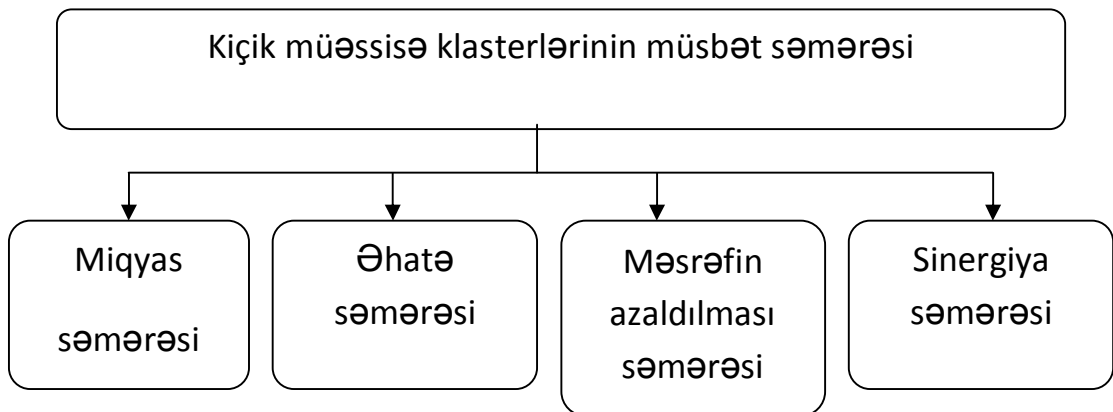 Kiçik müəssisə klasterlərinin müsbət səmərəsi
Miqyas
səmərəsi
Əhatə
səmərəsi
Məsrəfin
azaldılması
səmərəsi
Sinergiya
səmərəsi